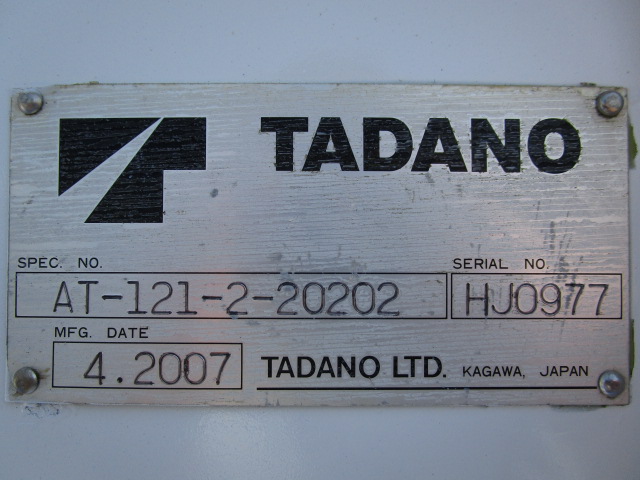 TADANO
SPEC. NO.
AT-121-2-20202
SERIAL NO.
HJ0977
MFG. DATE
4.2007
TADANO LTD. KAGAWA, JAPAN